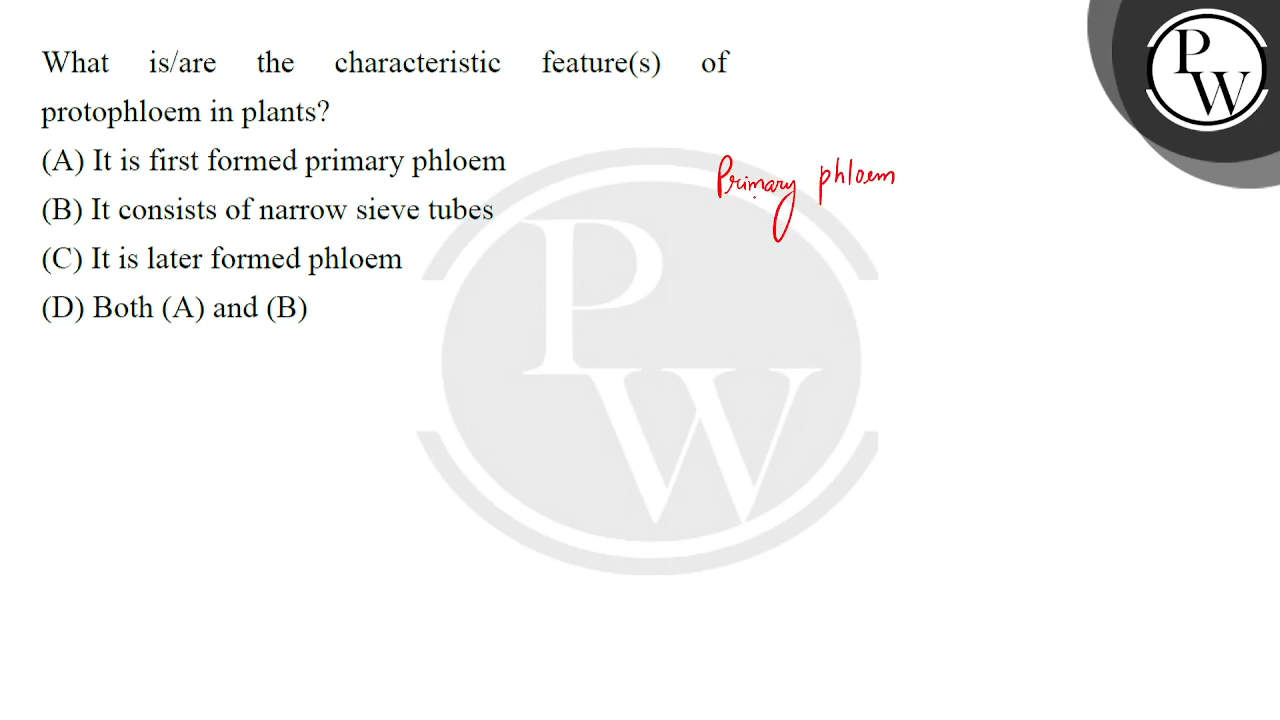 What is/are the characteristic feature(s) of
protophloem in plants?
(A) It is first formed primary phloem
(B) It consists of narrow sieve tubes
(C) It is later formed phloem
(D) Both (A) and (B)
Primary phloem
P
W
P
W